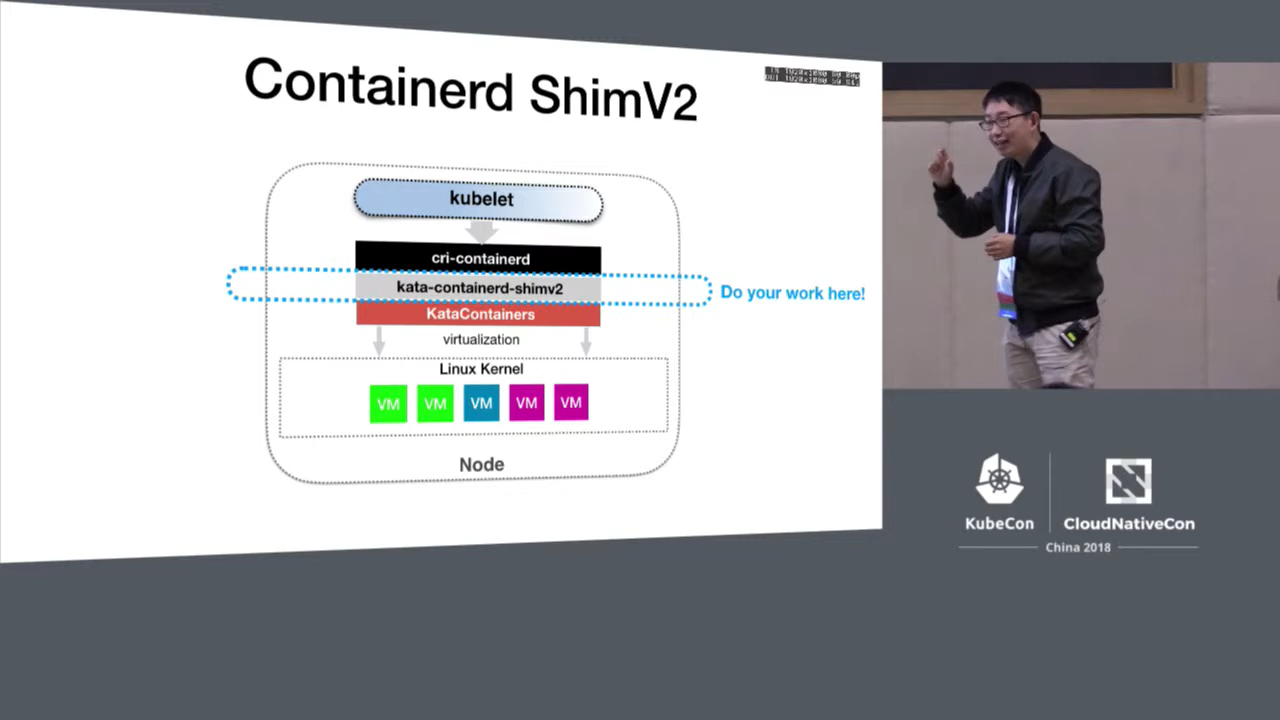 Containerd ShimV2
kubelet
cri-containerd
kata-containerd-shimv2
Do your work here!
KataContainers
virtualization
Linux Kernel
VM VM VM VM VM
Node
KubeCon
CloudNativeCon
China 2018